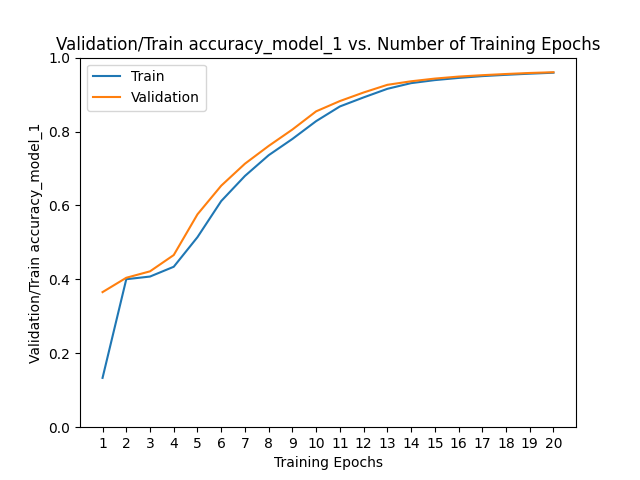 Validation/Train accuracy_model_1 vs. Number of Training Epochs
1.0
Train
Validation
0.8
0.6
0.4
0.2
0.0
Validation/Train accuracy_model_1
1 2 3 4 5 6 7 8 9 10 11 12 13 14 15 16 17 18 19 20
Training Epochs